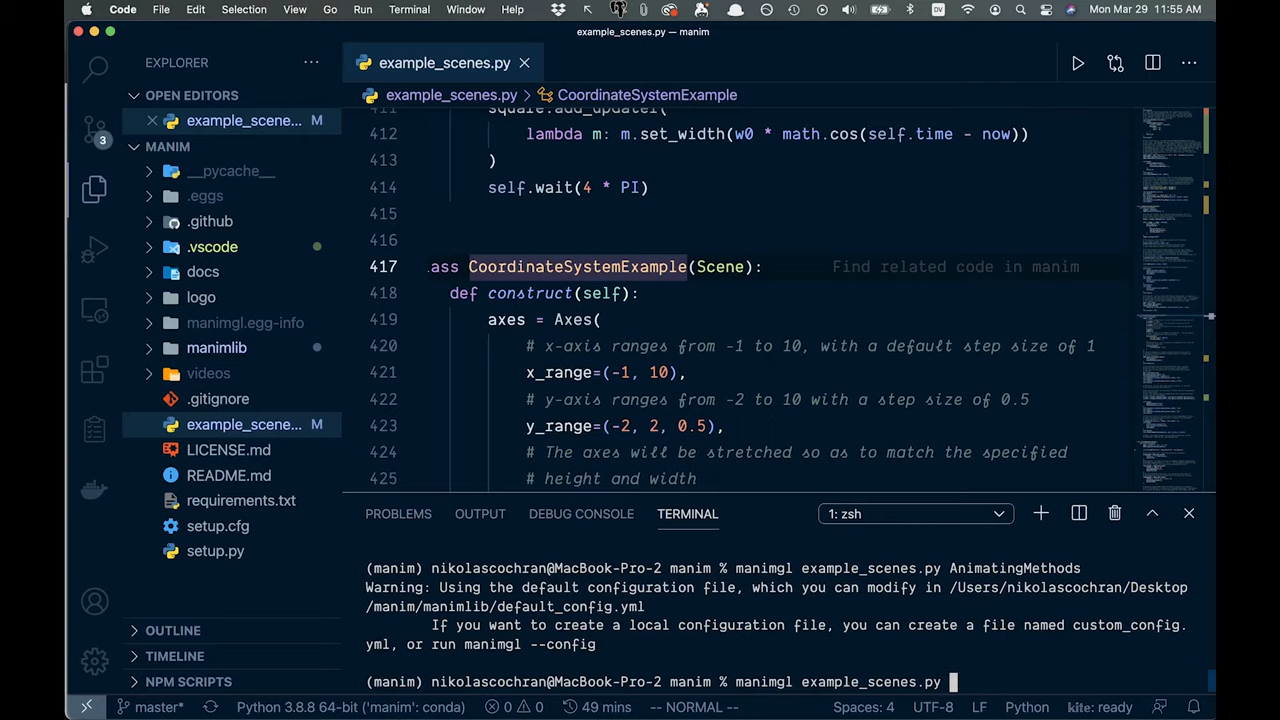 Code File Edit Selection View Go Run Terminal Window Help DV Mon Mar 29 11:55 AM
example_scenes.py — manim
EXPLORER
OPEN EDITORS
example_scene... M
MANIM
__pycache__
.eggs
.github
.vscode
docs
logo
manimgl.egg-info
manimlib
videos
.gitignore
example_scene... M
LICENSE.md
README.md
requirements.txt
setup.cfg
setup.py
OUTLINE
TIMELINE
NPM SCRIPTS
3
example_scenes.py
example_scenes.py > CoordinateSystemExample
411 square.add_updater(
412 lambda m: m.set_width(w0 * math.cos(self.time - now))
413 )
414 self.wait(4 * PI)
415
416
417 ass CoordinateSystemExample(Scene): Find related code in manim
418 def construct(self):
419 axes = Axes(
420 # x-axis ranges from -1 to 10, with a default step size of 1
421 x_range=(-1, 10),
422 # y-axis ranges from -2 to 10 with a step size of 0.5
423 y_range=(-2, 2, 0.5),
424 # The axes will be stretched so as to match the specified
425 # height and width
PROBLEMS OUTPUT DEBUG CONSOLE TERMINAL 1: zsh
(manim) nikolascochran@MacBook-Pro-2 manim % manimgl example_scenes.py AnimatingMethods
Warning: Using the default configuration file, which you can modify in /Users/nikolascochran/Desktop
/manim/manimlib/default_config.yml
If you want to create a local configuration file, you can create a file named custom_config.
yml, or run manimgl --config
(manim) nikolascochran@MacBook-Pro-2 manim % manimgl example_scenes.py
master* Python 3.8.8 64-bit ('manim': conda) 0 0 49 mins -- NORMAL -- Spaces: 4 UTF-8 LF Python kite: ready